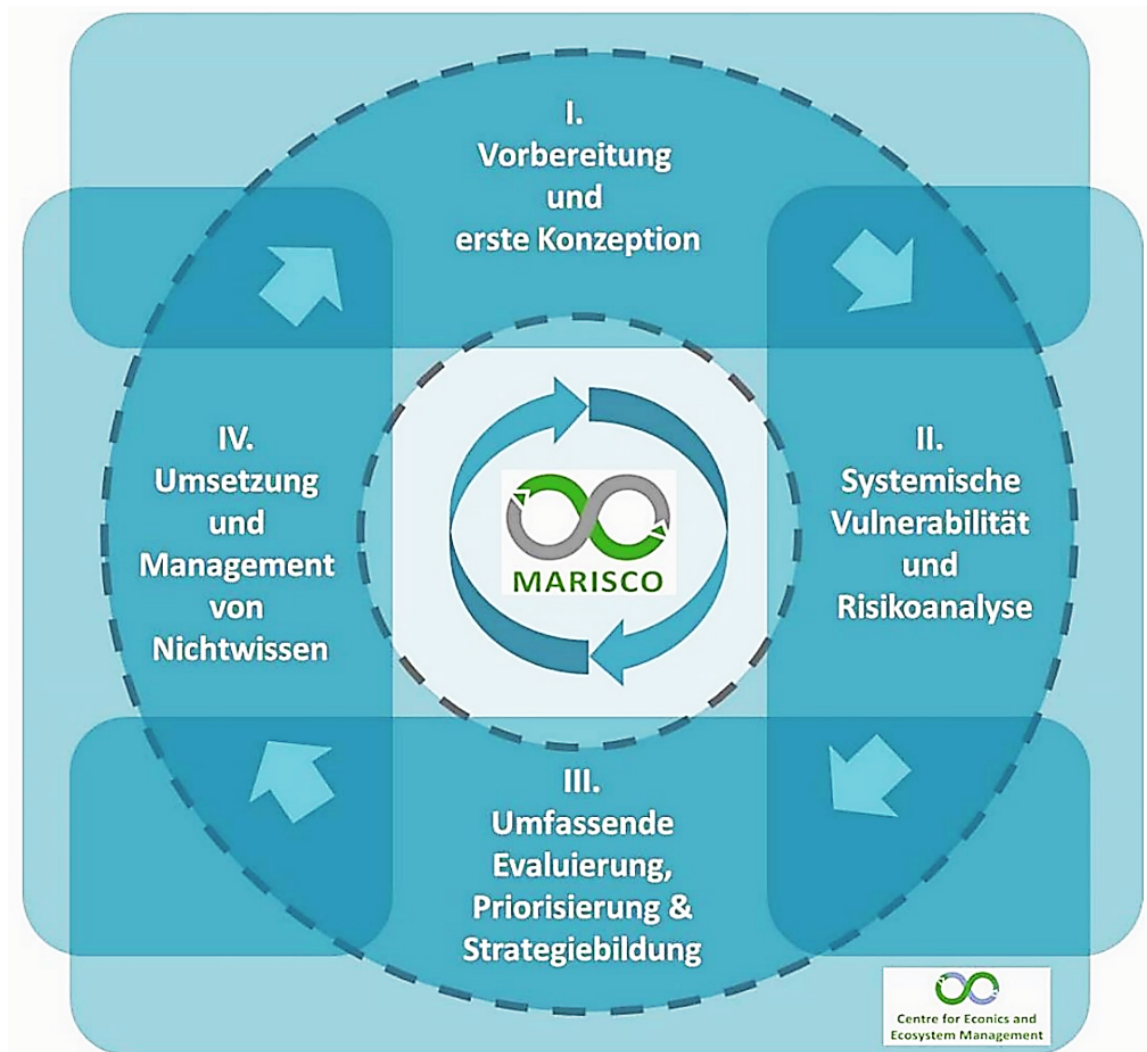 I.
Vorbereitung
und
erste Konzeption
II.
Systemische
Vulnerabilität
und
Risikoanalyse
III.
Umfassende
Evaluierung,
Priorisierung &
Strategiebildung
IV.
Umsetzung
und
Management
von
Nichtwissen
MARISCO
Centre for Econics and
Ecosystem Management